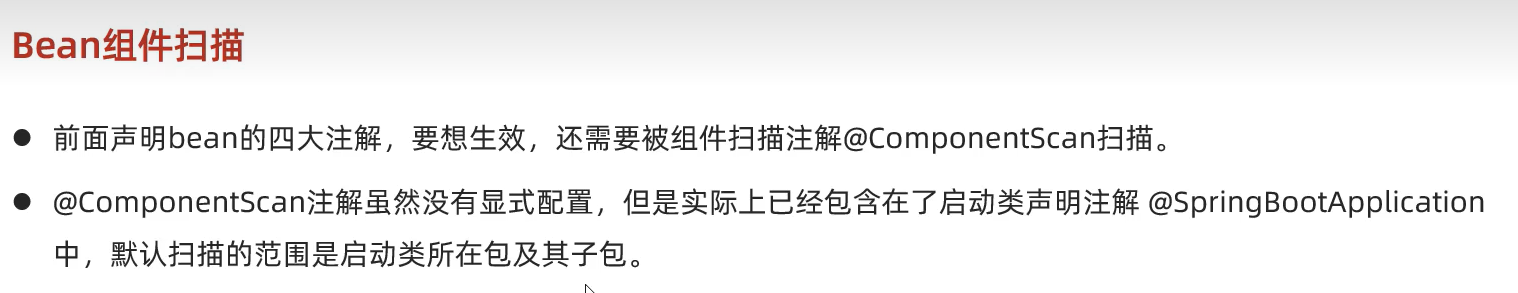 Bean组件扫描
● 前面声明bean的四大注解，要想生效，还需要被组件扫描注解@ComponentScan扫描。
● @ComponentScan注解虽然没有显式配置，但是实际上已经包含在了启动类声明注解 @SpringBootApplication
中，默认扫描的范围是启动类所在包及其子包。